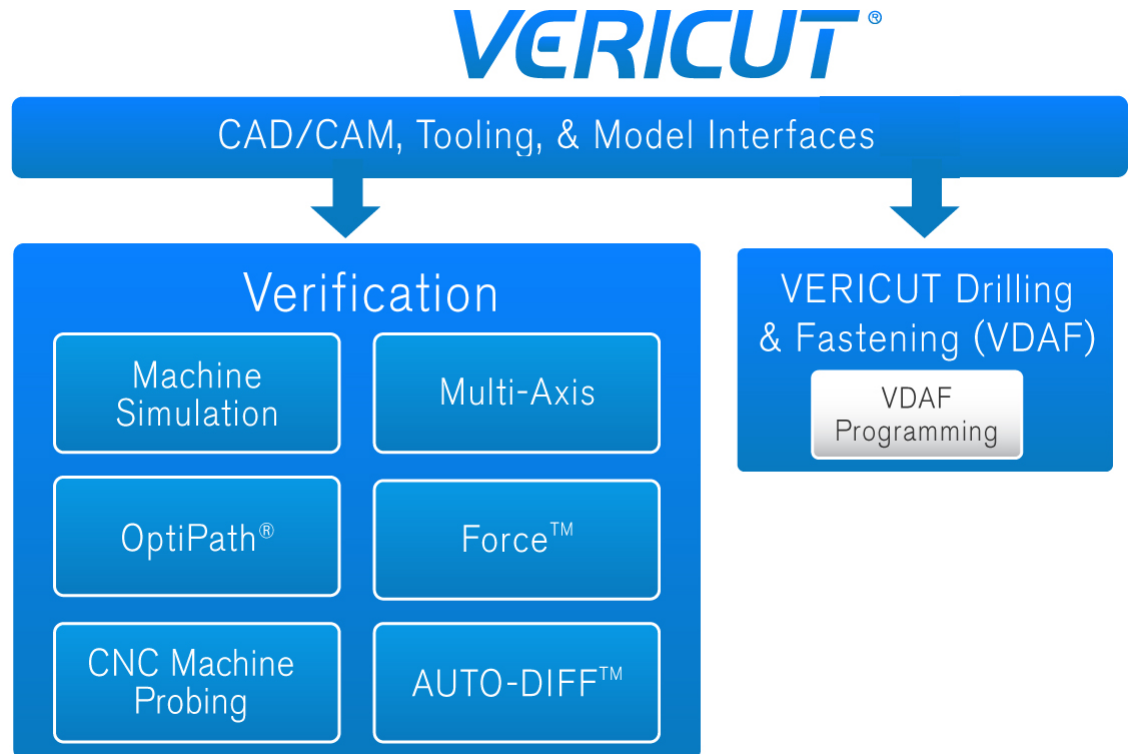 VERICUT®
CAD/CAM, Tooling, & Model Interfaces
Verification
Machine
Simulation
Multi-Axis
OptiPath®
Force™
CNC Machine
Probing
AUTO-DIFF™
VERICUT Drilling
& Fastening (VDAF)
VDAF
Programming